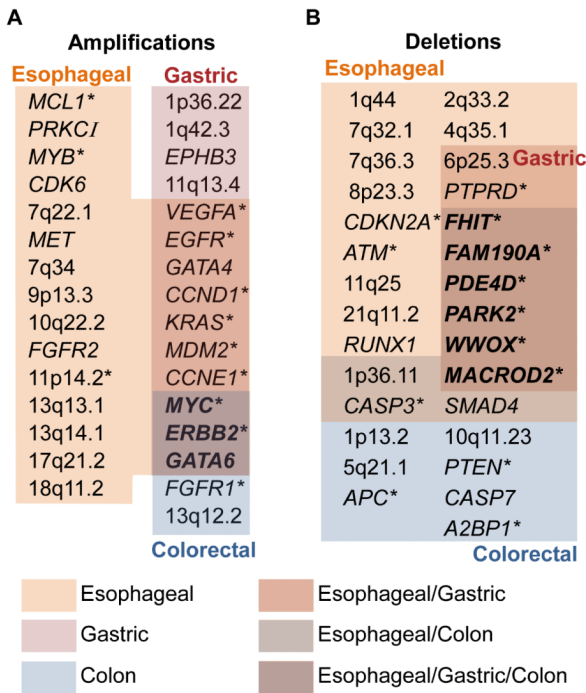 A
Amplifications
Esophageal Gastric
MCL1* 1p36.22
PRKCI 1q42.3
MYB* EPHB3
CDK6 11q13.4
7q22.1 VEGFA*
MET EGFR*
7q34 GATA4
9p13.3 CCND1*
10q22.2 KRAS*
FGFR2 MDM2*
11p14.2* CCNE1*
13q13.1 MYC*
13q14.1 ERBB2*
17q21.2 GATA6
18q11.2 FGFR1*
13q12.2
Colorectal
B
Deletions
Esophageal
1q44 2q33.2
7q32.1 4q35.1
7q36.3 6p25.3 Gastric
8p23.3 PTPRD*
CDKN2A* FHIT*
ATM* FAM190A*
11q25 PDE4D*
21q11.2 PARK2*
RUNX1 WWOX*
1p36.11 MACROD2*
CASP3* SMAD4
1p13.2 10q11.23
5q21.1 PTEN*
APC* CASP7
A2BP1*
Colorectal
Esophageal Esophageal/Gastric
Gastric Esophageal/Colon
Colon Esophageal/Gastric/Colon